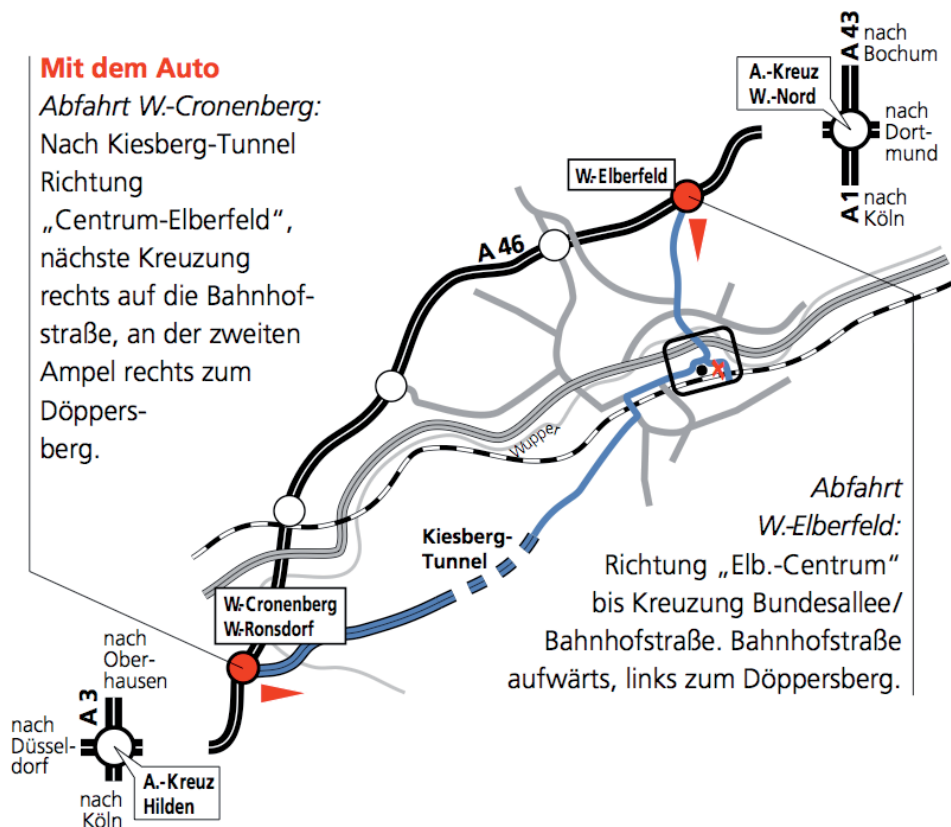 Mit dem Auto
Abfahrt W.-Cronenberg:
Nach Kiesberg-Tunnel
Richtung
„Centrum-Elberfeld“,
nächste Kreuzung
rechts auf die Bahnhof-
straße, an der zweiten
Ampel rechts zum
Döppers-
berg.
A 43
nach
Bochum
A.-Kreuz
W.-Nord
nach
Dort-
mund
A 1
nach
Köln
W.-Elberfeld
A 46
Wupper
Kiesberg-
Tunnel
Abfahrt
W.-Elberfeld:
Richtung „Elb.-Centrum“
bis Kreuzung Bundesallee/
Bahnhofstraße. Bahnhofstraße
aufwärts, links zum Döppersberg.
W.-Cronenberg
W.-Ronsdorf
nach
Ober-
hausen
A 3
nach
Düssel-
dorf
A.-Kreuz
Hilden
nach
Köln